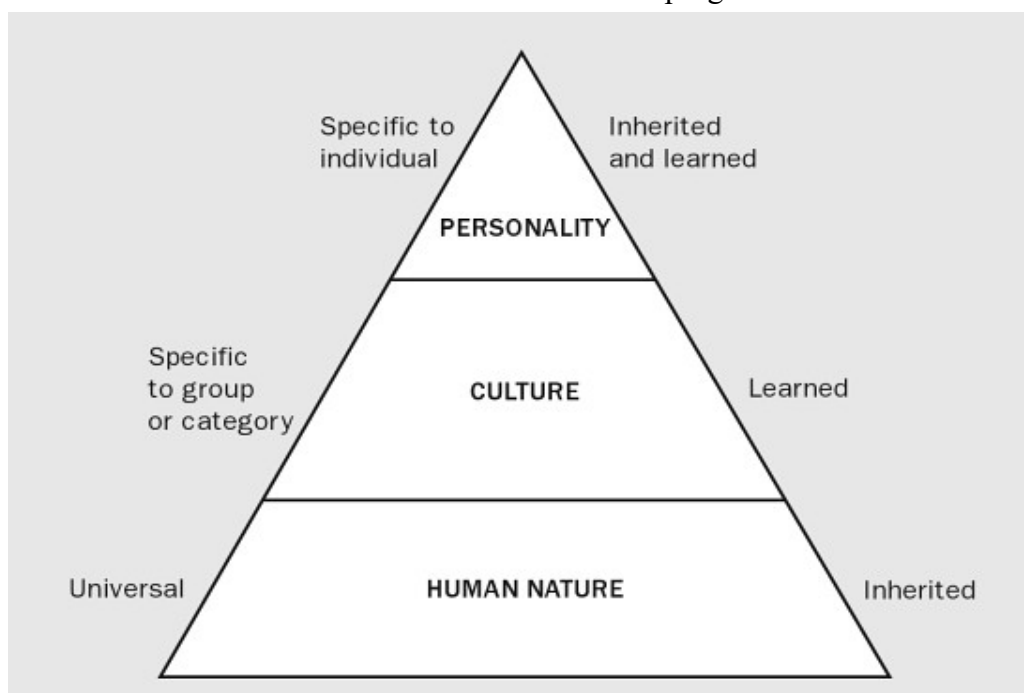 Specific to
individual
Inherited
and learned
PERSONALITY
Specific
to group
or category
CULTURE
Learned
Universal
HUMAN NATURE
Inherited